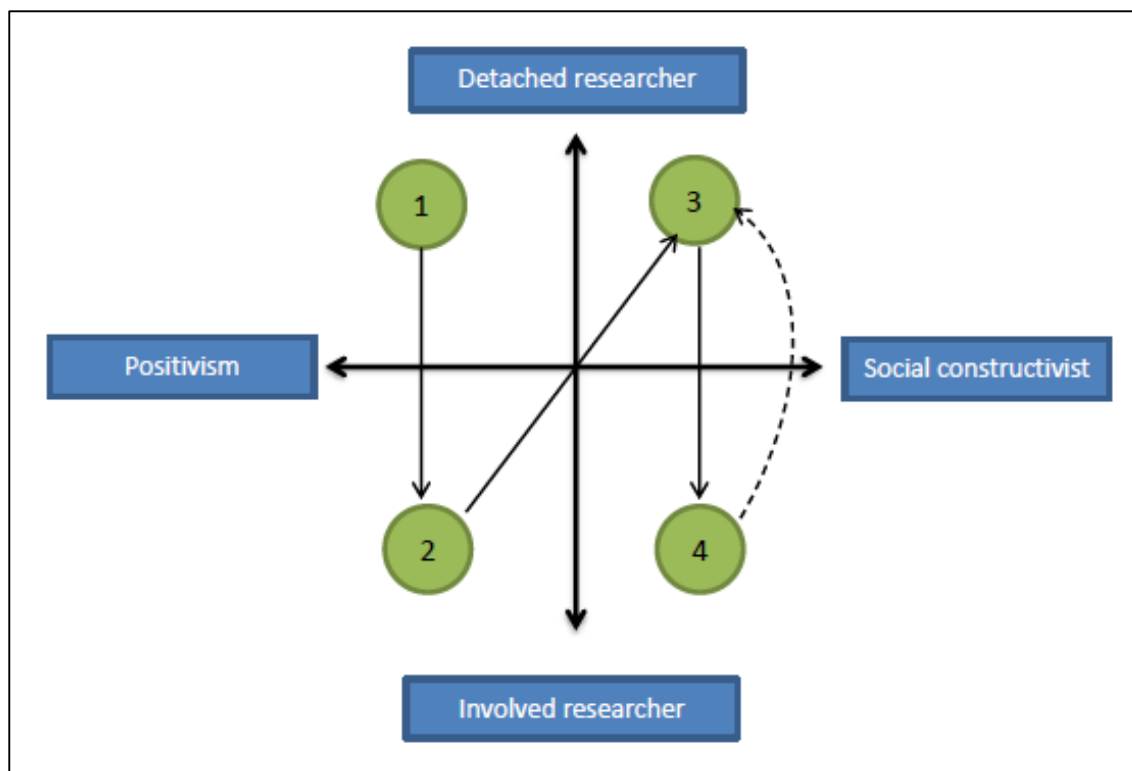 Detached researcher
1
3
Positivism
Social constructivist
2
4
Involved researcher